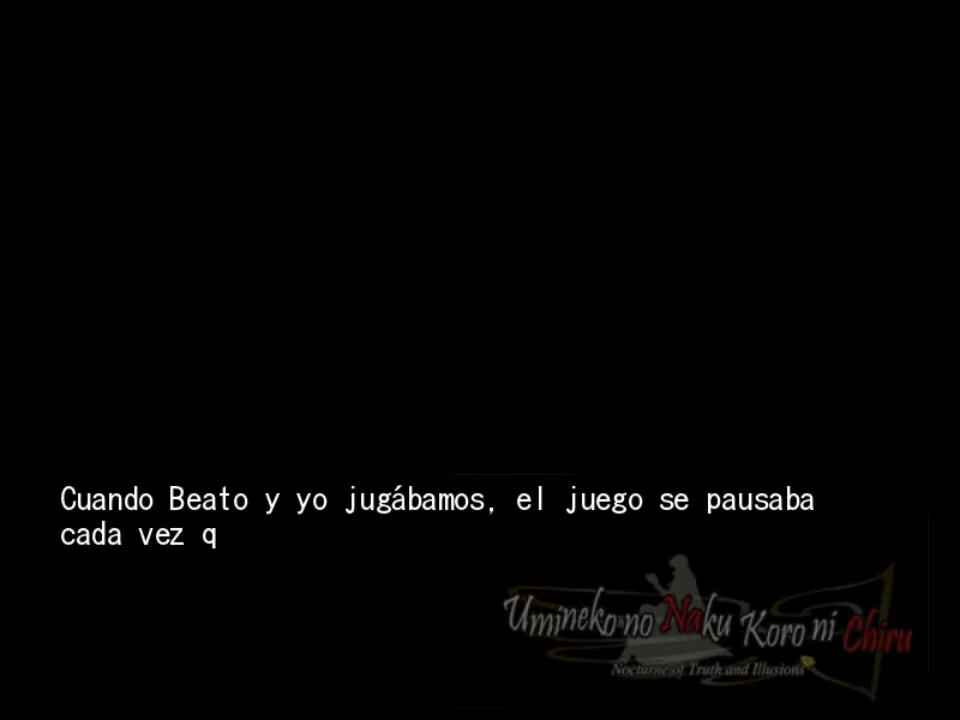 Cuando Beato y yo jugábamos, el juego se pausaba
cada vez q
Umineko no Naku Koro ni Chiru
Nocturne of Truth and Illusions